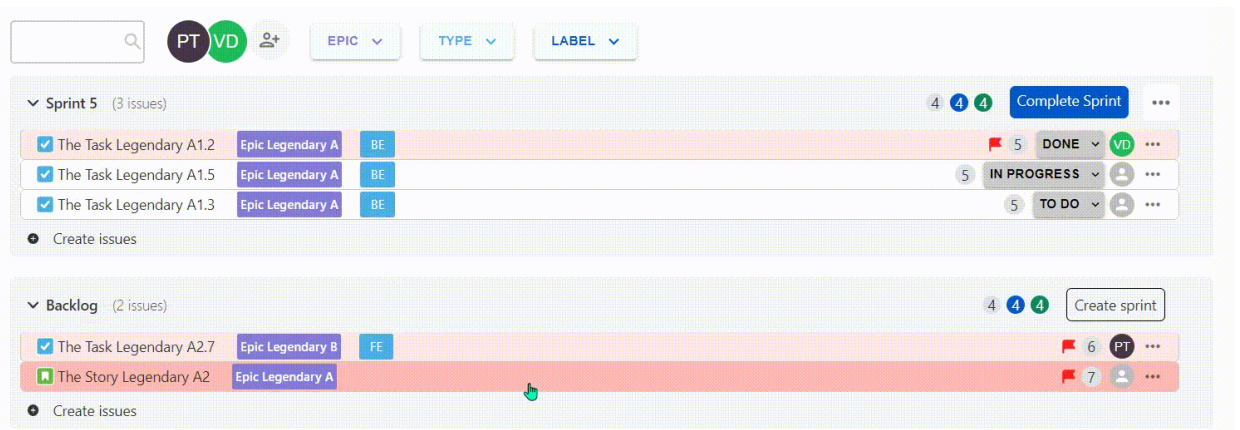 PT VD EPIC TYPE LABEL
Sprint 5 (3 issues) 4 4 4 Complete Sprint
The Task Legendary A1.2 Epic Legendary A BE 5 DONE VD
The Task Legendary A1.5 Epic Legendary A BE 5 IN PROGRESS
The Task Legendary A1.3 Epic Legendary A BE 5 TO DO
Create issues
Backlog (2 issues) 4 4 4 Create sprint
The Task Legendary A2.7 Epic Legendary B FE 6 PT
The Story Legendary A2 Epic Legendary A 7
Create issues